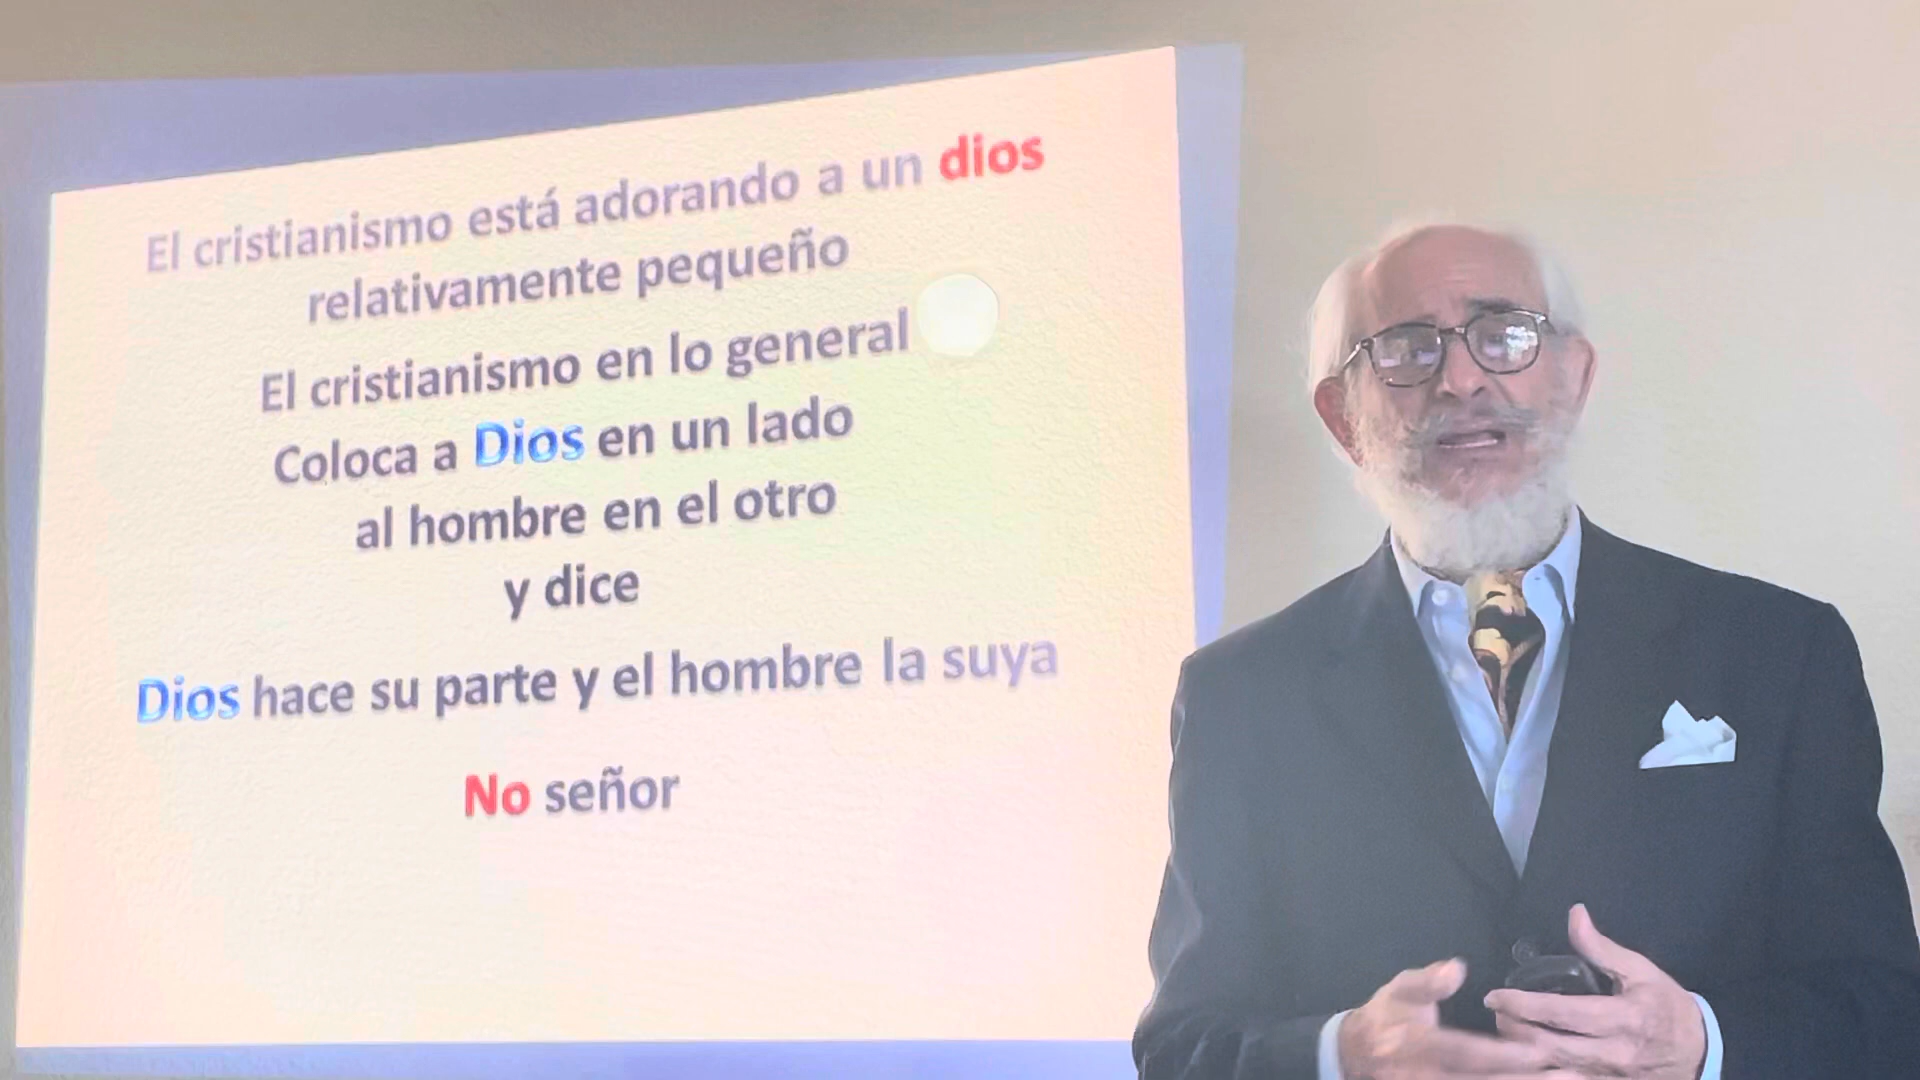 El cristianismo está adorando a un dios
relativamente pequeño
El cristianismo en lo general
Coloca a Dios en un lado
al hombre en el otro
y dice
Dios hace su parte y el hombre la suya
No señor